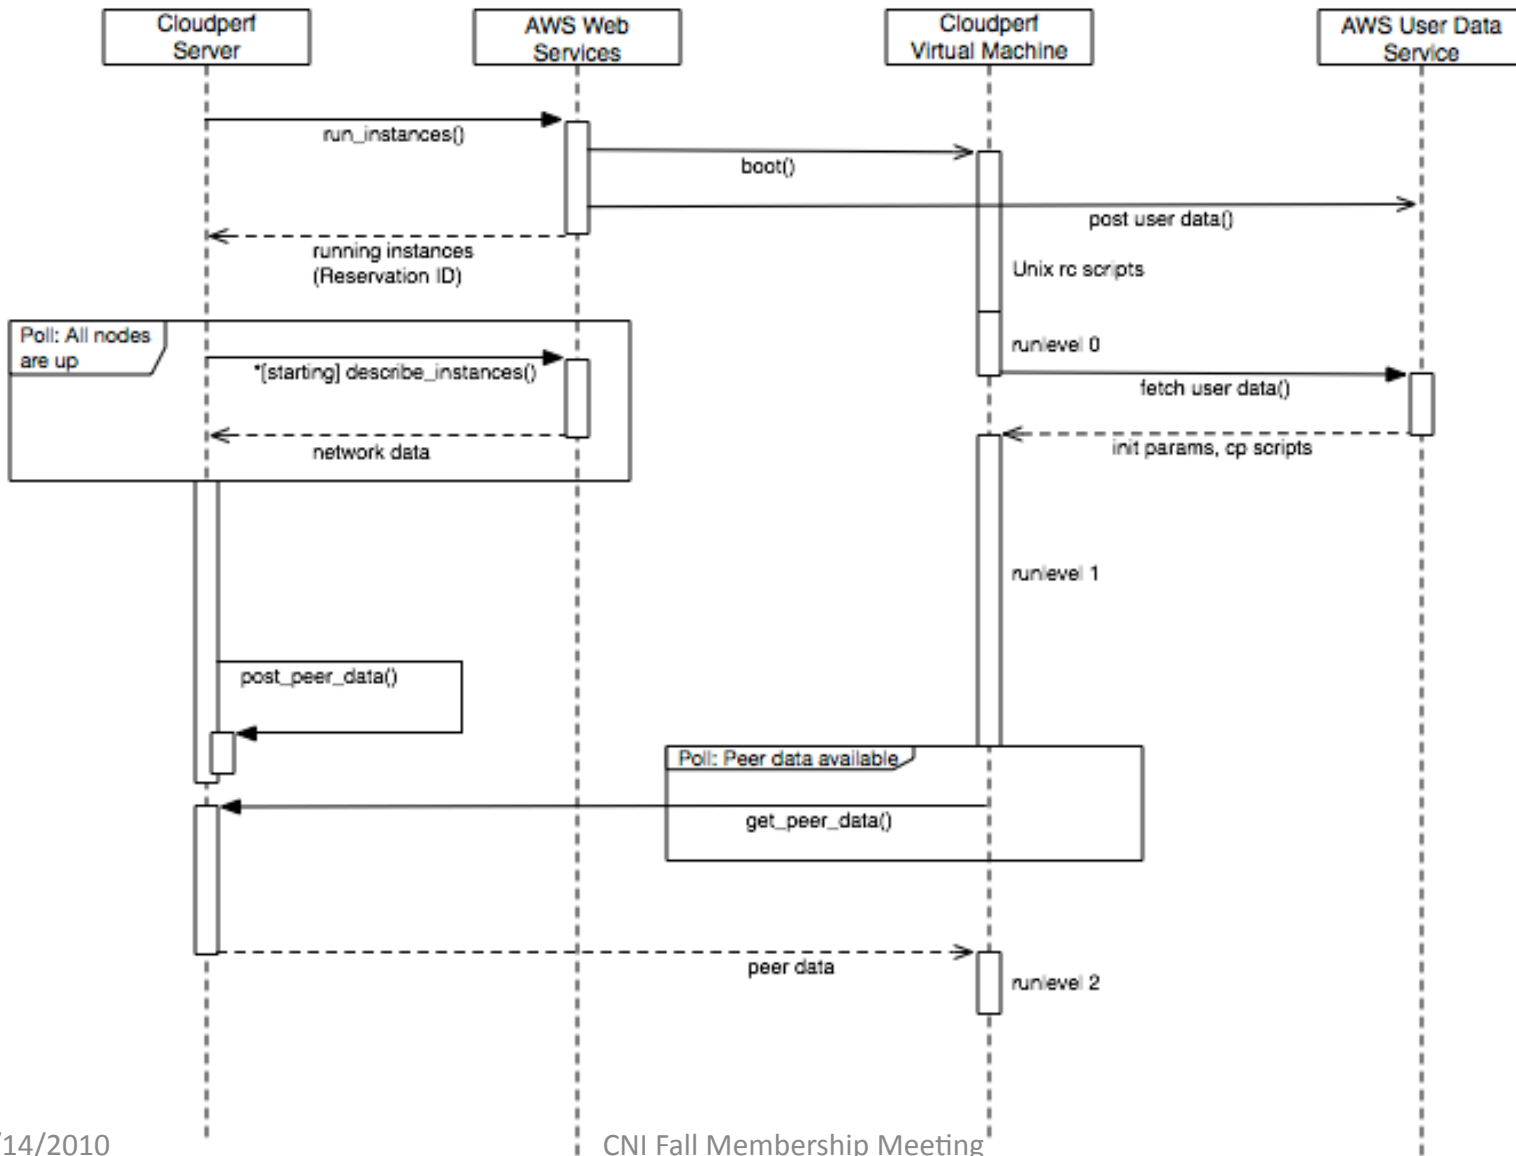 Cloudperf
Server
AWS Web
Services
Cloudperf
Virtual Machine
AWS User Data
Service
run_instances()
boot()
post user data()
running instances
(Reservation ID)
Unix rc scripts
Poll: All nodes
are up
*[starting] describe_instances()
runlevel 0
fetch user data()
network data
init params, cp scripts
runlevel 1
post_peer_data()
Poll: Peer data available
get_peer_data()
peer data
runlevel 2
/14/2010
CNI Fall Membership Meeting